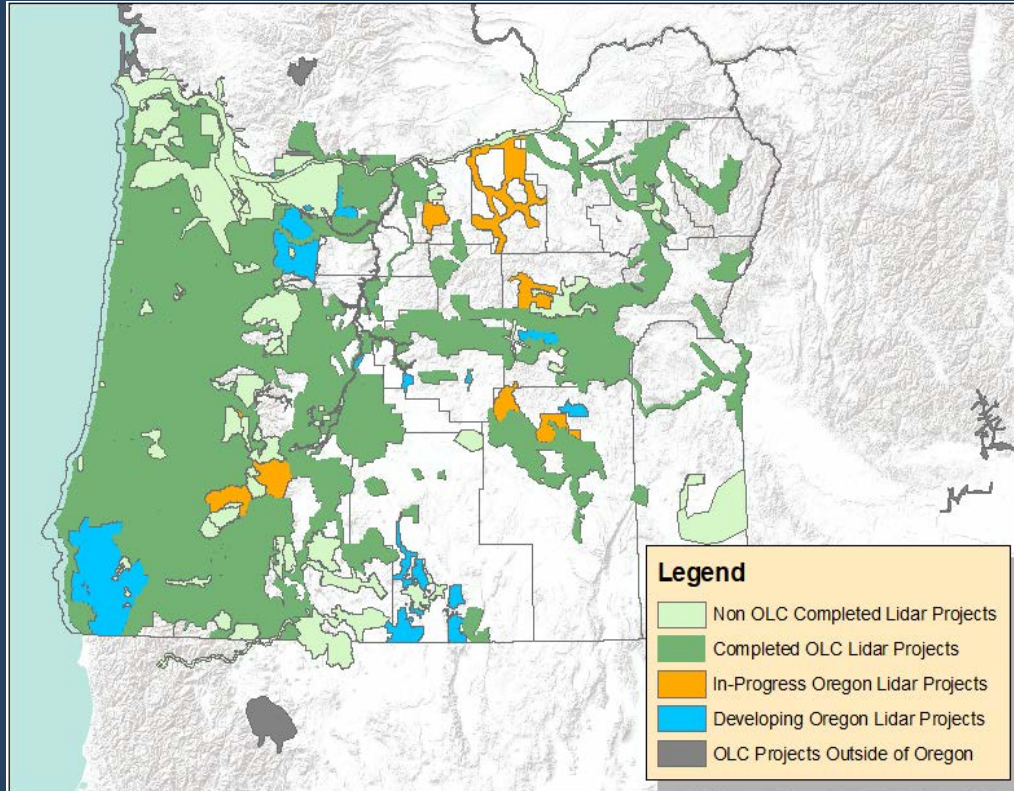 Legend
Non OLC Completed Lidar Projects
Completed OLC Lidar Projects
In-Progress Oregon Lidar Projects
Developing Oregon Lidar Projects
OLC Projects Outside of Oregon